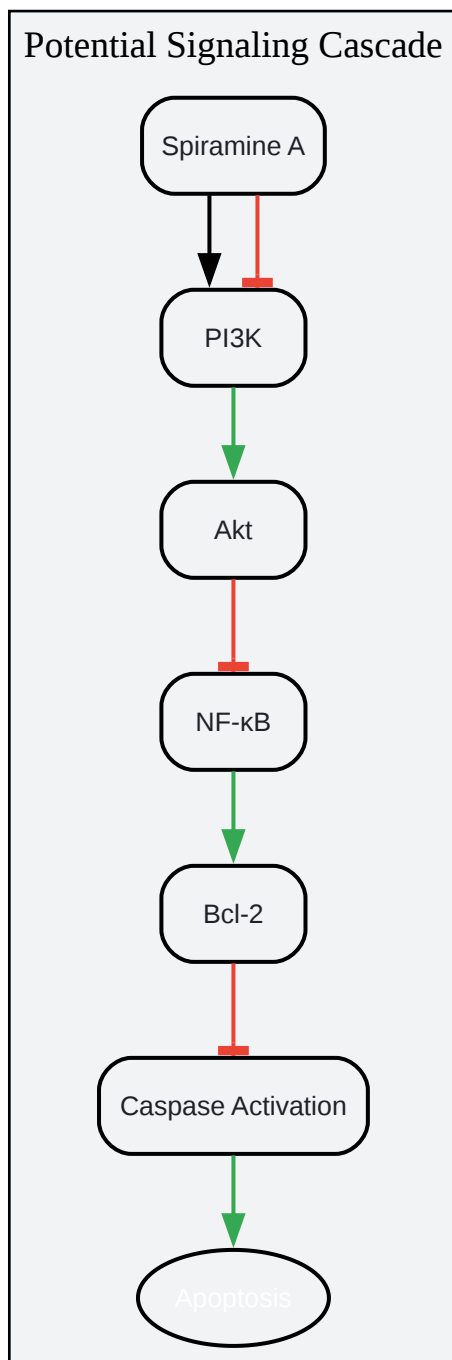 Potential Signaling Cascade
Spiramine A
PI3K
Akt
NF-κB
Bcl-2
Caspase Activation
Apoptosis